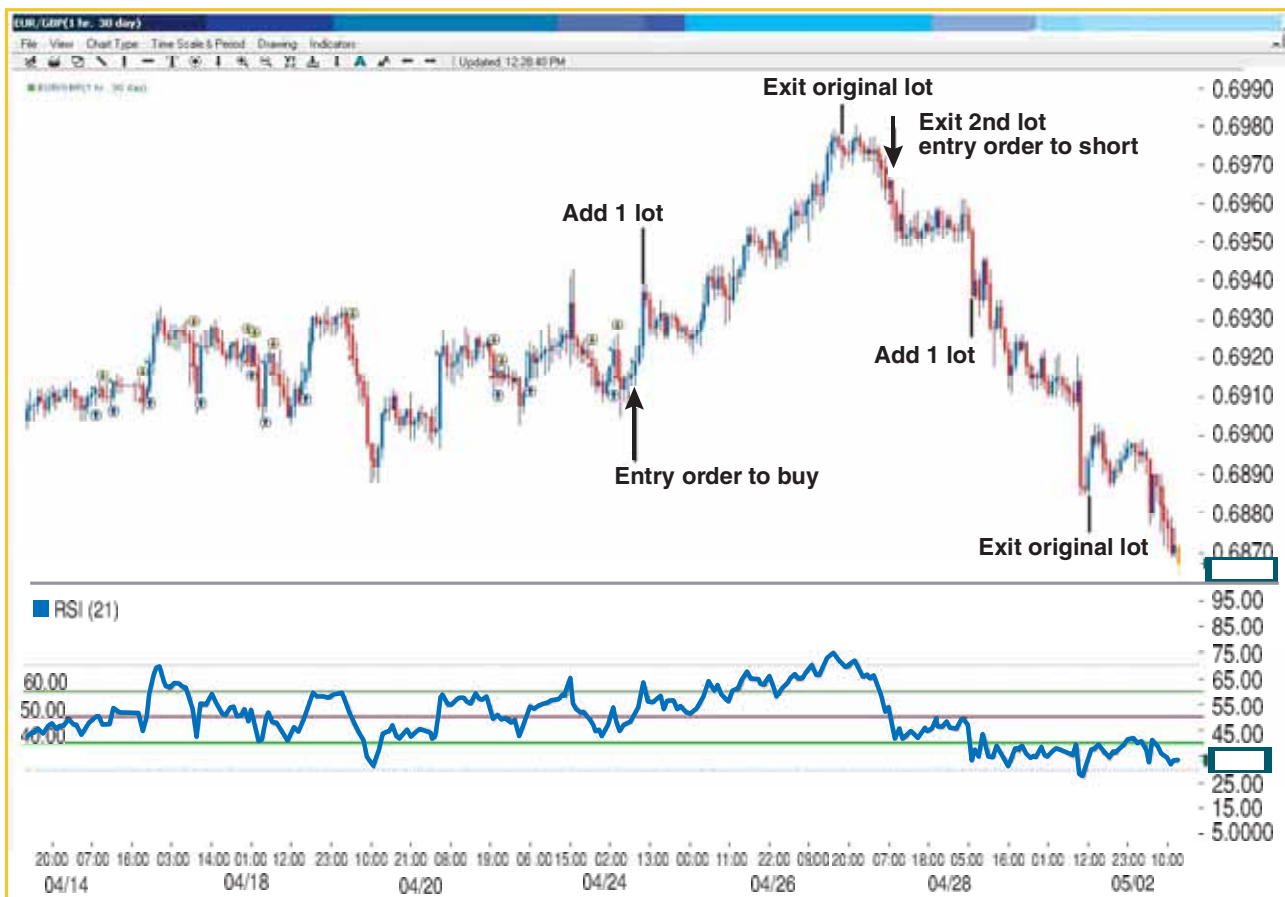 EUR/GBP(1 hr. 30 day)
File View Chart Type Time Scale & Period Drawing Indicators
Updated: 12:28:40 PM
EUR/GBP(1 hr. 30 day)
Exit original lot
Exit 2nd lot
entry order to short
Add 1 lot
Add 1 lot
Entry order to buy
Exit original lot
0.6990
0.6980
0.6970
0.6960
0.6950
0.6940
0.6930
0.6920
0.6910
0.6900
0.6890
0.6880
0.6870
RSI (21)
60.00
50.00
40.00
95.00
85.00
75.00
65.00
55.00
45.00
25.00
15.00
5.0000
20:00 07:00 16:00 03:00 14:00 01:00 12:00 23:00 10:00 21:00 08:00 19:00 06:00 15:00 02:00 13:00 00:00 11:00 22:00 09:00 20:00 07:00 18:00 05:00 16:00 01:00 12:00 23:00 10:00
04/14 04/18 04/20 04/24 04/26 04/28 05/02